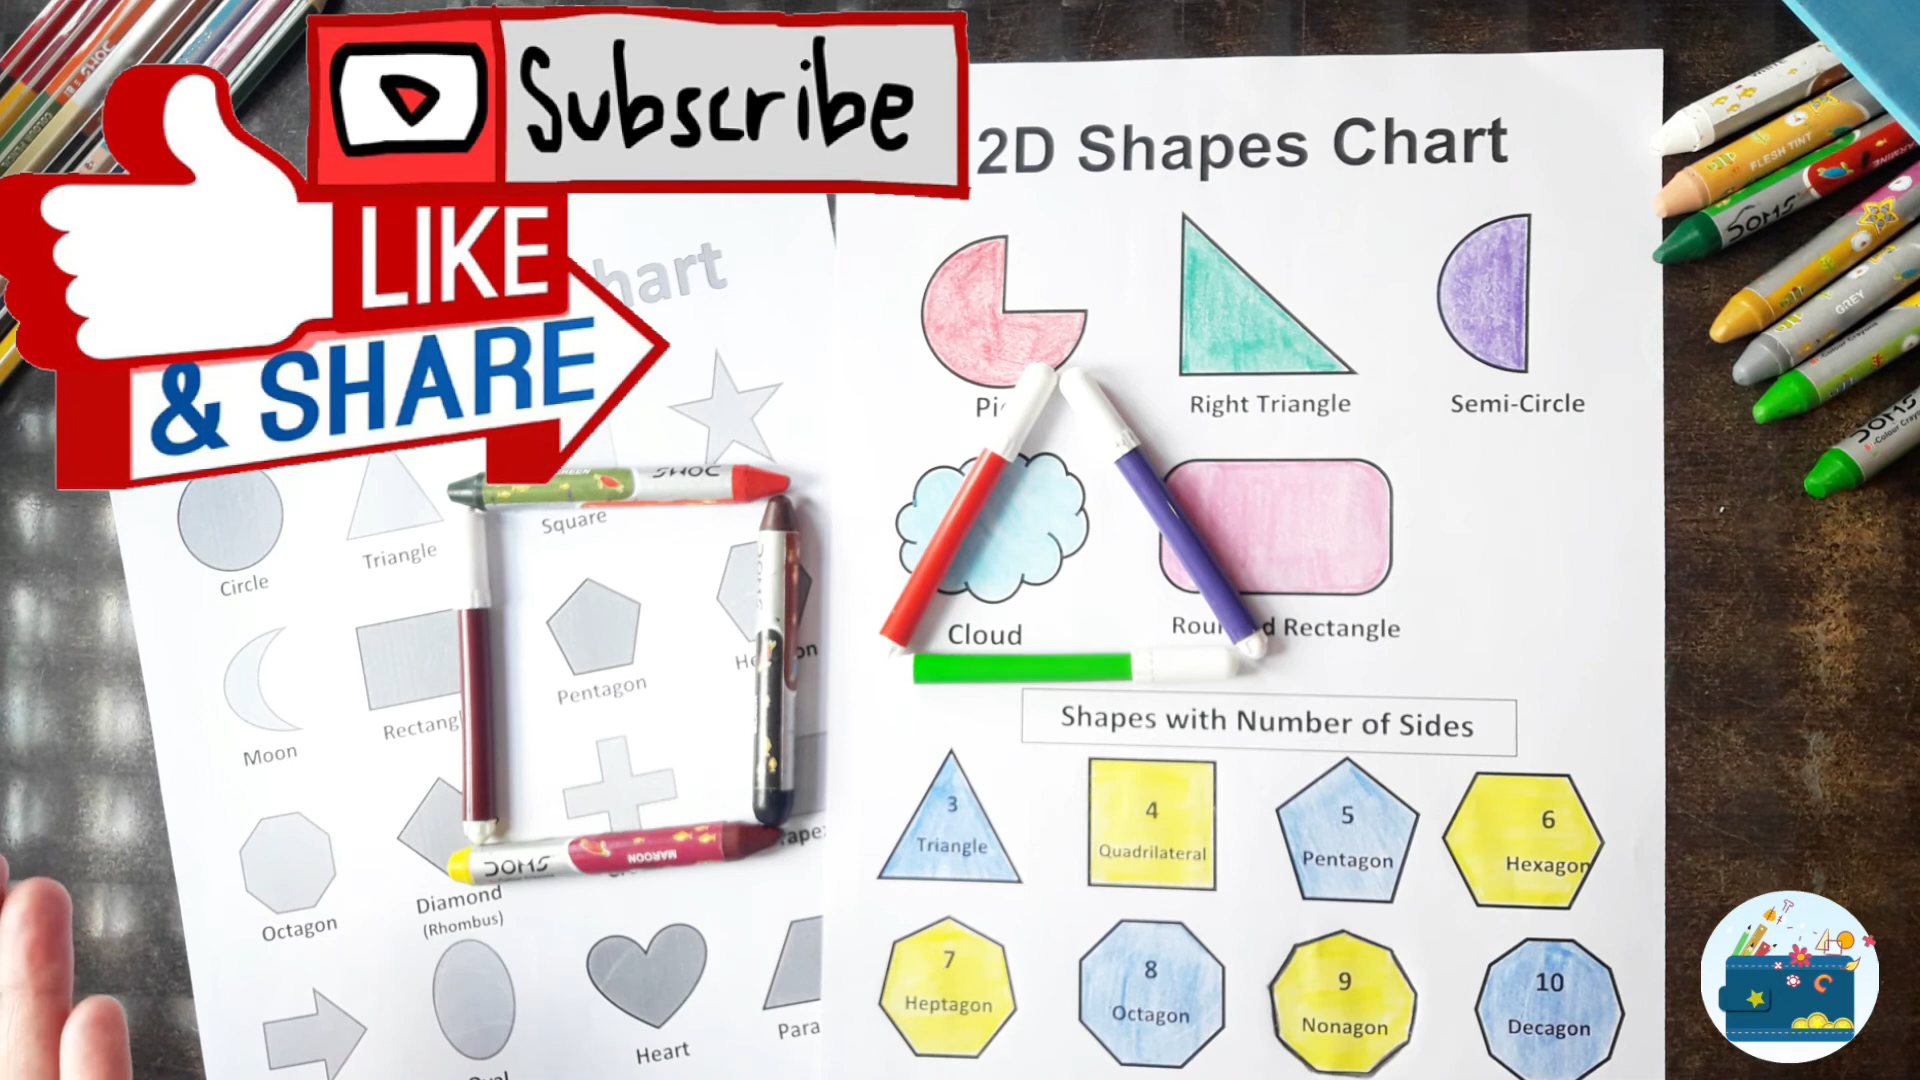 Subscribe
LIKE
& SHARE
2D Shapes Chart
Right Triangle
Semi-Circle
Cloud
Rectangle
Shapes with Number of Sides
3
Triangle
4
Quadrilateral
5
Pentagon
6
Hexagon
7
Heptagon
8
Octagon
9
Nonagon
10
Decagon
Square
Circle
Triangle
Pentagon
Moon
Octagon
Diamond
(Rhombus)
Heart
DOMS
MAROON
DOMS
FLESH TINT
DOMS
GREY
DOMS